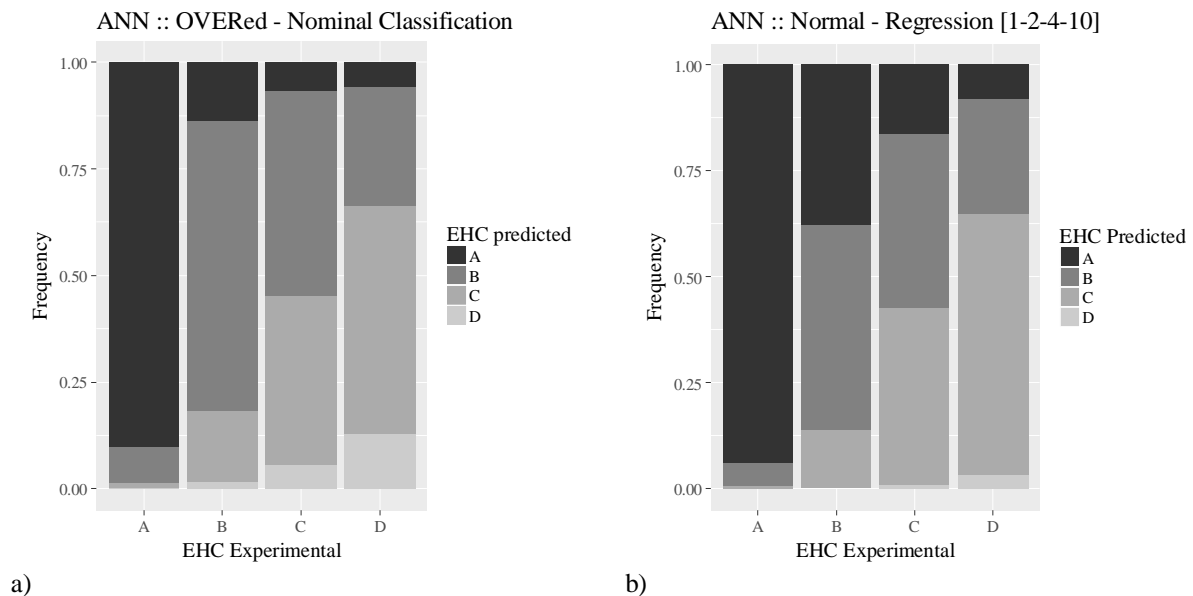 ANN :: OVERed - Nominal Classification
1.00
0.75
0.50
0.25
0.00
Frequency
A
B
C
D
EHC Experimental
EHC predicted
A
B
C
D
a)
ANN :: Normal - Regression [1-2-4-10]
1.00
0.75
0.50
0.25
0.00
Frequency
A
B
C
D
EHC Experimental
EHC Predicted
A
B
C
D
b)